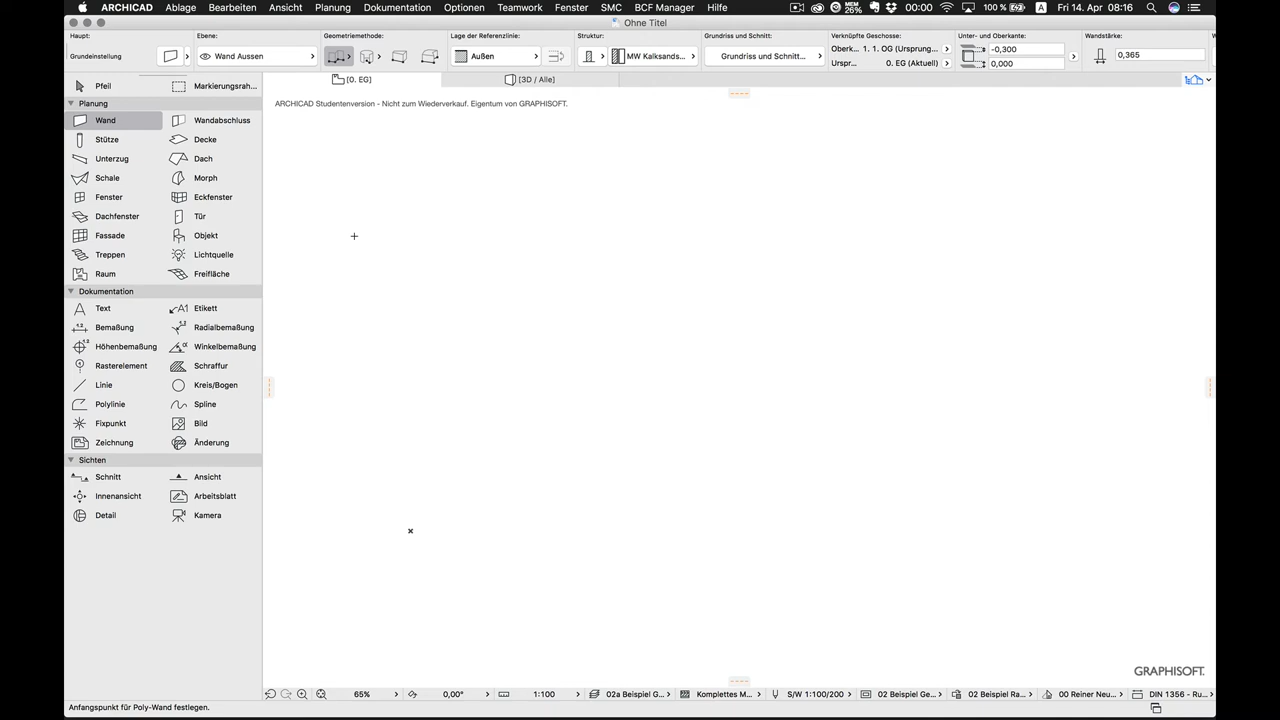 ARCHICAD Ablage Bearbeiten Ansicht Planung Dokumentation Optionen Teamwork Fenster SMC BCF Manager Hilfe MEM 26% 00:00 A 100 % Fr 14. Apr. 08:16
Ohne Titel
Haupt: Ebene: Geometriemethode: Lage der Referenzlinie: Struktur: Grundriss und Schnitt: Verknüpfte Geschosse: Unter- und Oberkante: Wandstärke:
Grundeinstellung Wand Aussen Außen MW Kalksands... Grundriss und Schnitt...
Oberk... 1. 1. OG (Ursprung... -0,300 0,365
Urspr... 0. EG (Aktuell) 0,000
Pfeil Markierungsrah...
[0. EG] [3D / Alle]
ARCHICAD Studentenversion - Nicht zum Wiederverkauf. Eigentum von GRAPHISOFT.
Planung
Wand Wandabschluss
Stütze Decke
Unterzug Dach
Schale Morph
Fenster Eckfenster
Dachfenster Tür
Fassade Objekt
Treppen Lichtquelle
Raum Freifläche
Dokumentation
Text Etikett
Bemaßung Radialbemaßung
Höhenbemaßung Winkelbemaßung
Rasterelement Schraffur
Linie Kreis/Bogen
Polylinie Spline
Fixpunkt Bild
Zeichnung Änderung
Sichten
Schnitt Ansicht
Innenansicht Arbeitsblatt
Detail Kamera
GRAPHISOFT.
65% 0,00° 1:100 02a Beispiel G... Komplettes M... S/W 1:100/200 02 Beispiel Ge... 02 Beispiel Ra... 00 Reiner Neu... DIN 1356 - Ru...
Anfangspunkt für Poly-Wand festlegen.